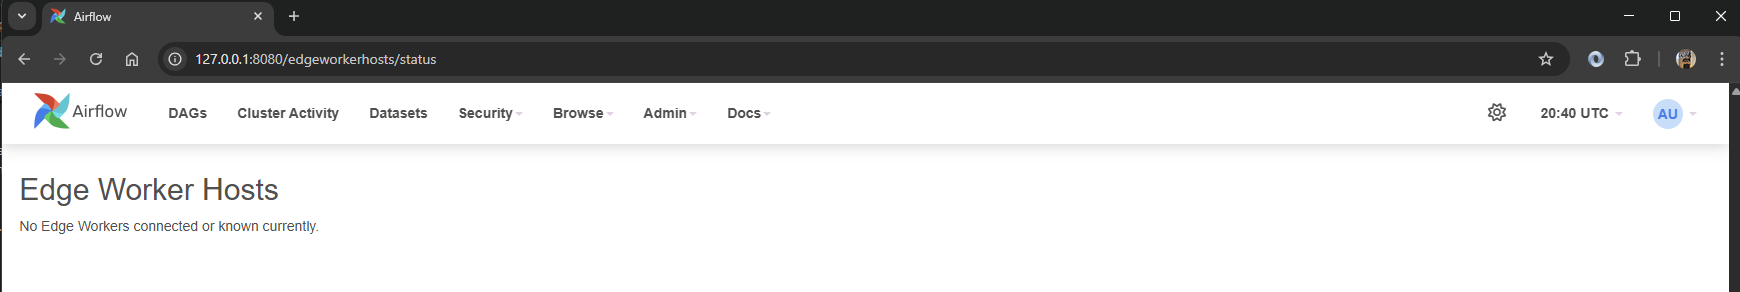 Airflow
127.0.0.1:8080/edgeworkerhosts/status
Airflow DAGs Cluster Activity Datasets Security Browse Admin Docs 20:40 UTC AU
Edge Worker Hosts
No Edge Workers connected or known currently.